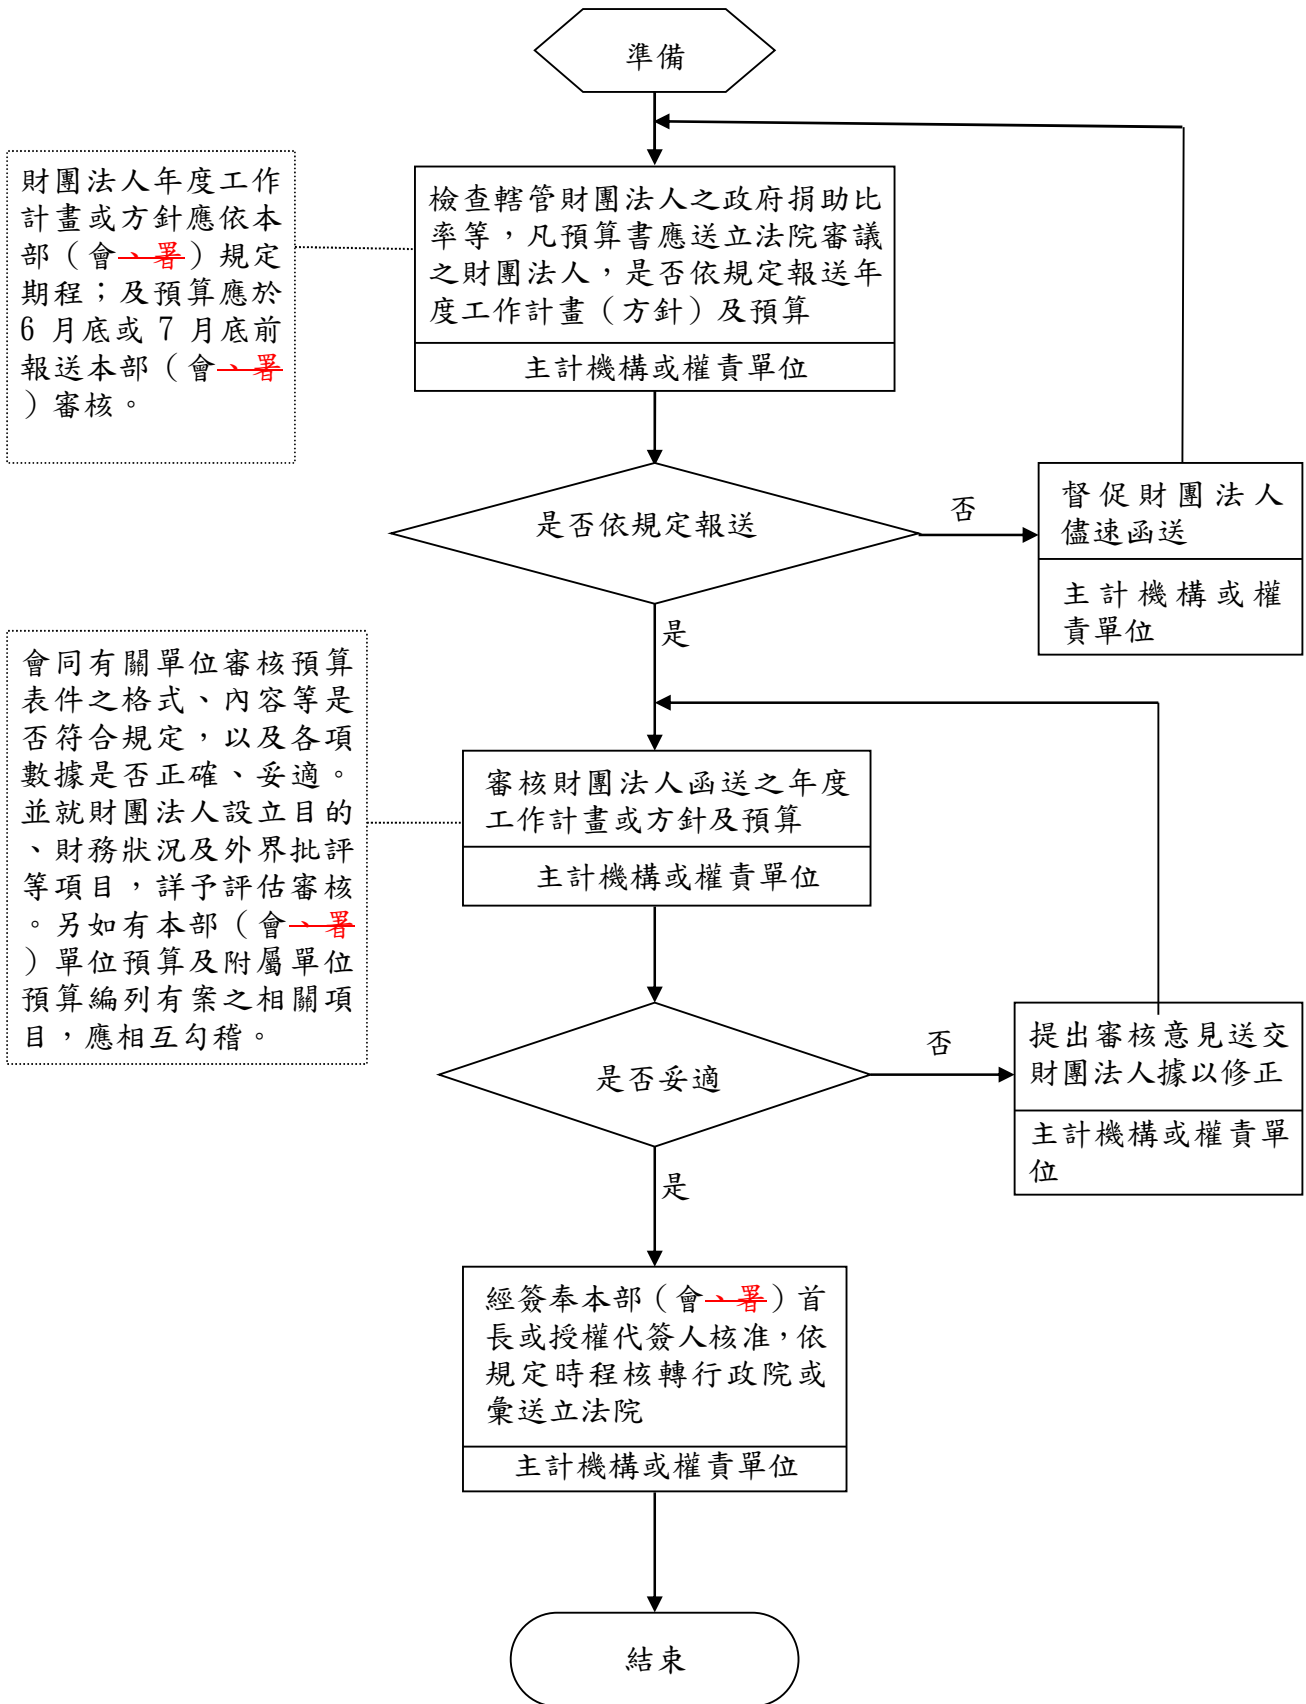 準備
財團法人年度工作
計畫或方針應依本
部（會、署）規定
期程；及預算應於
6 月底或 7 月底前
報送本部（會、署
）審核。
檢查轄管財團法人之政府捐助比
率等，凡預算書應送立法院審議
之財團法人，是否依規定報送年
度工作計畫（方針）及預算
主計機構或權責單位
是否依規定報送
否
督促財團法人
儘速函送
主計機構或權
責單位
是
會同有關單位審核預算
表件之格式、內容等是
否符合規定，以及各項
數據是否正確、妥適。
並就財團法人設立目的
、財務狀況及外界批評
等項目，詳予評估審核
。另如有本部（會、署
）單位預算及附屬單位
預算編列有案之相關項
目，應相互勾稽。
審核財團法人函送之年度
工作計畫或方針及預算
主計機構或權責單位
是否妥適
否
提出審核意見送交
財團法人據以修正
主計機構或權責單
位
是
經簽奉本部（會、署）首
長或授權代簽人核准，依
規定時程核轉行政院或
彙送立法院
主計機構或權責單位
結束